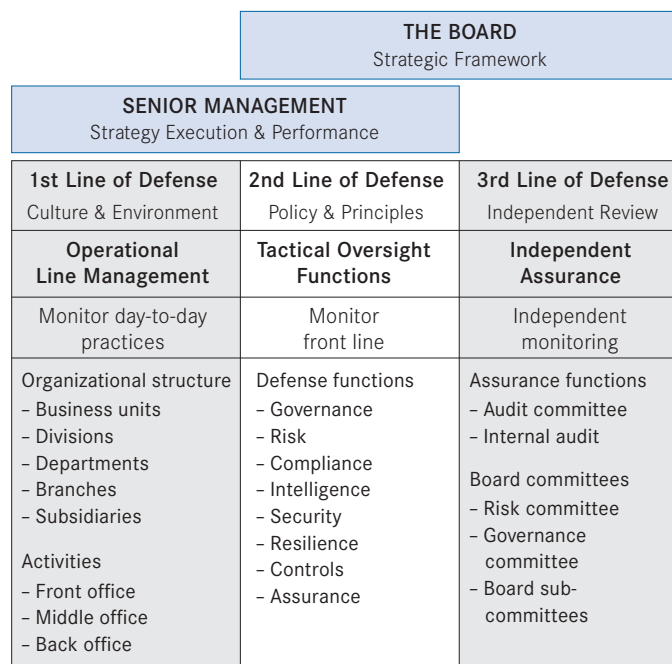 THE BOARD
Strategic Framework
SENIOR MANAGEMENT
Strategy Execution & Performance
1st Line of Defense
Culture & Environment
2nd Line of Defense
Policy & Principles
3rd Line of Defense
Independent Review
Operational
Line Management
Tactical Oversight
Functions
Independent
Assurance
Monitor day-to-day
practices
Monitor
front line
Independent
monitoring
Organizational structure
– Business units
– Divisions
– Departments
– Branches
– Subsidiaries
Activities
– Front office
– Middle office
– Back office
Defense functions
– Governance
– Risk
– Compliance
– Intelligence
– Security
– Resilience
– Controls
– Assurance
Assurance functions
– Audit committee
– Internal audit
Board committees
– Risk committee
– Governance
committee
– Board sub-
committees